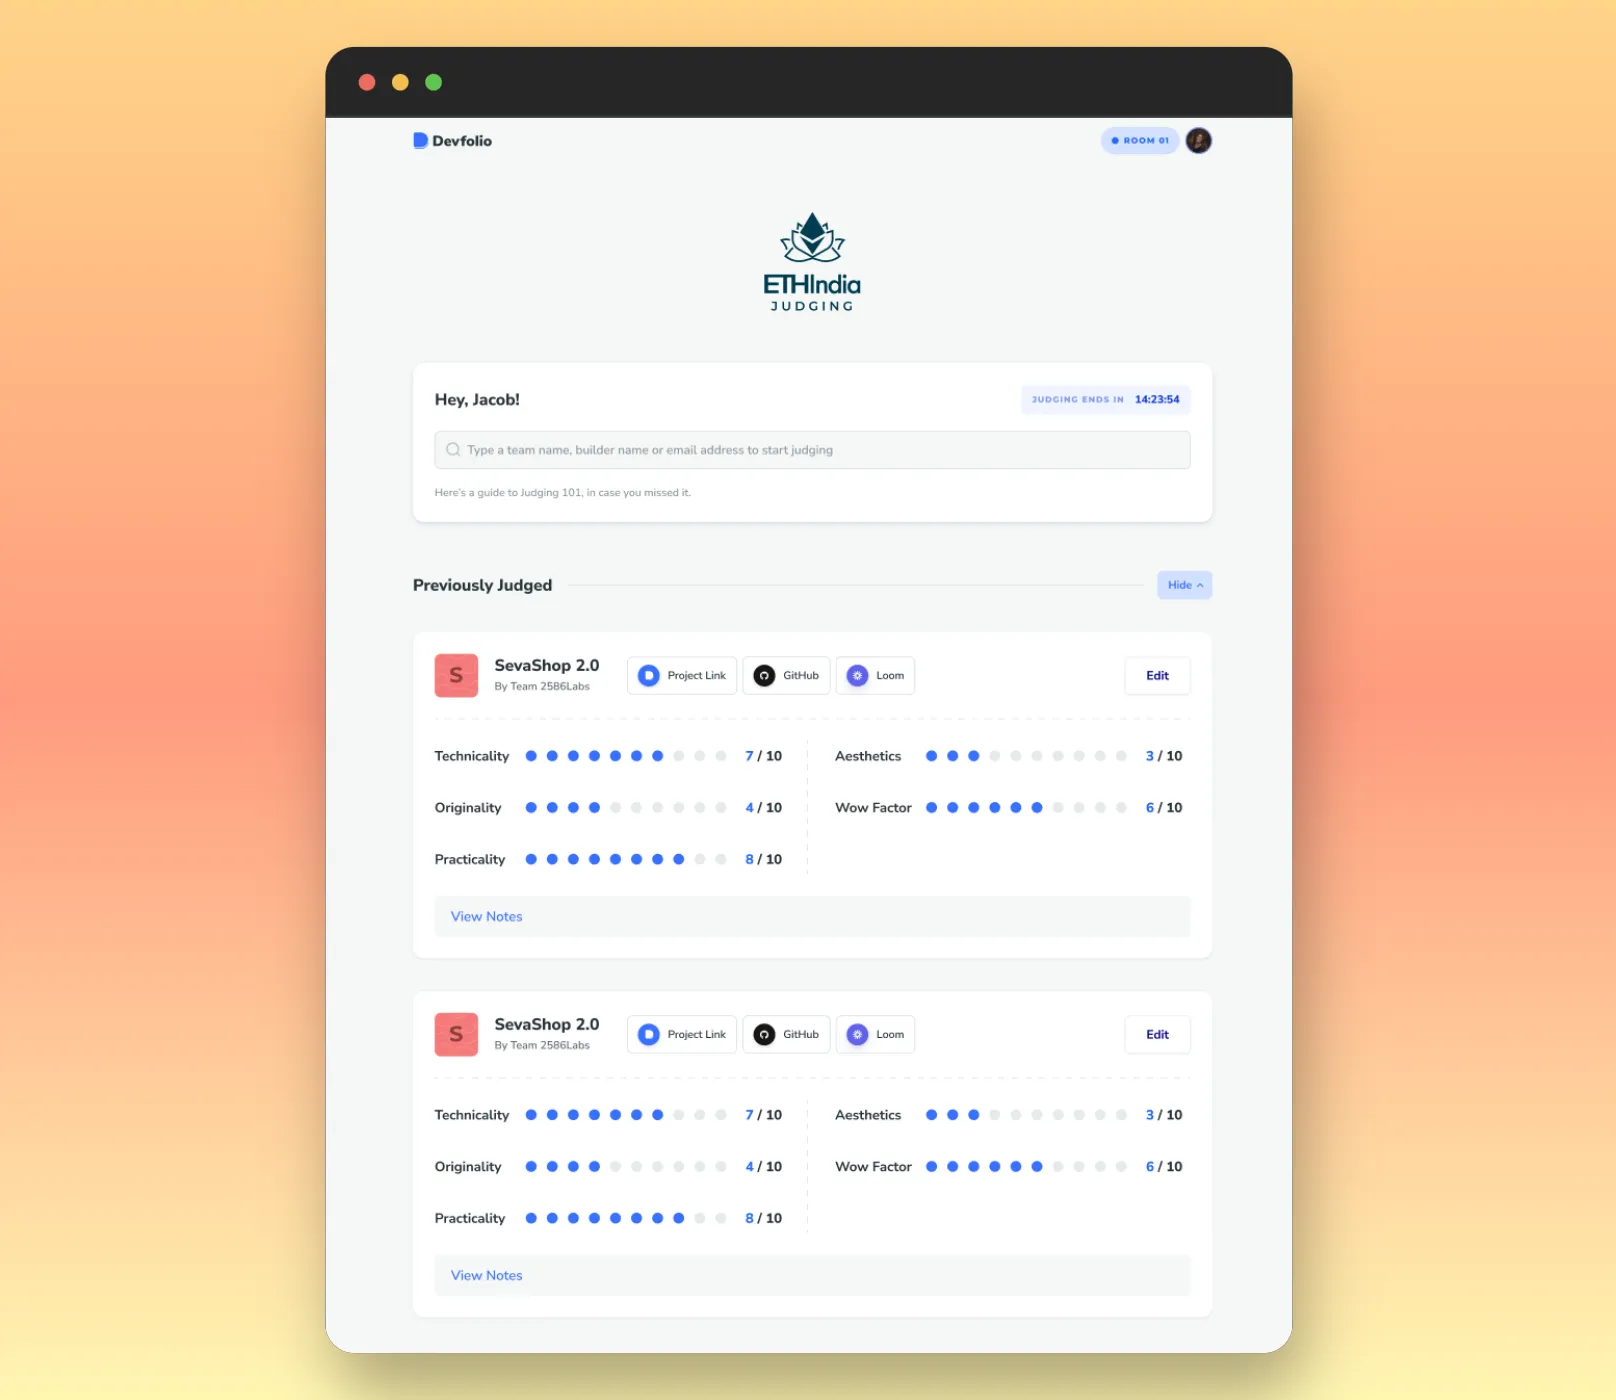 Devfolio
ROOM 01
ETHIndia
JUDGING
Hey, Jacob!
JUDGING ENDS IN 14:23:54
Type a team name, builder name or email address to start judging
Here's a guide to Judging 101, in case you missed it.
Previously Judged
Hide
S
SevaShop 2.0
By Team 2586Labs
Project Link
GitHub
Loom
Edit
Technicality 7 / 10
Aesthetics 3 / 10
Originality 4 / 10
Wow Factor 6 / 10
Practicality 8 / 10
View Notes
S
SevaShop 2.0
By Team 2586Labs
Project Link
GitHub
Loom
Edit
Technicality 7 / 10
Aesthetics 3 / 10
Originality 4 / 10
Wow Factor 6 / 10
Practicality 8 / 10
View Notes